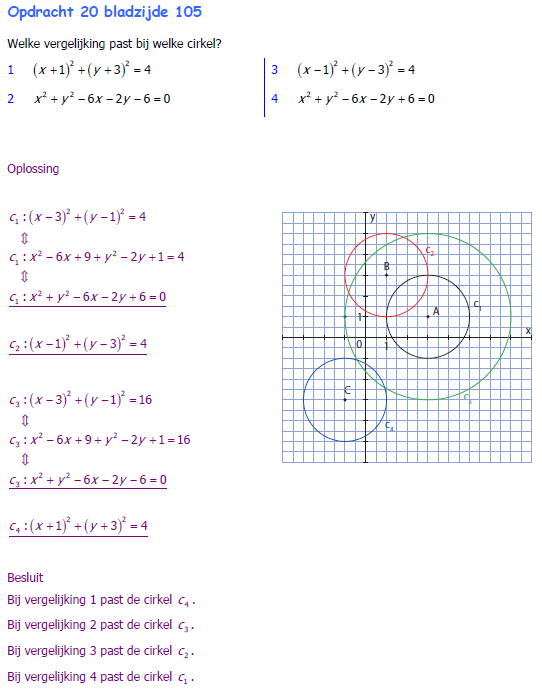 Opdracht 20 bladzijde 105
Welke vergelijking past bij welke cirkel?
1 (x+1)² + (y+3)² = 4
2 x² + y² − 6x − 2y − 6 = 0
3 (x−1)² + (y−3)² = 4
4 x² + y² − 6x − 2y + 6 = 0
Oplossing
c₁ : (x−3)² + (y−1)² = 4
⇕
c₁ : x² − 6x + 9 + y² − 2y + 1 = 4
⇕
c₁ : x² + y² − 6x − 2y + 6 = 0
c₂ : (x−1)² + (y−3)² = 4
c₃ : (x−3)² + (y−1)² = 16
⇕
c₃ : x² − 6x + 9 + y² − 2y + 1 = 16
⇕
c₃ : x² + y² − 6x − 2y − 6 = 0
c₄ : (x+1)² + (y+3)² = 4
y
c₂
B
c₁
A
1
x
0
1
C
c₄
Besluit
Bij vergelijking 1 past de cirkel c₄.
Bij vergelijking 2 past de cirkel c₃.
Bij vergelijking 3 past de cirkel c₂.
Bij vergelijking 4 past de cirkel c₁.